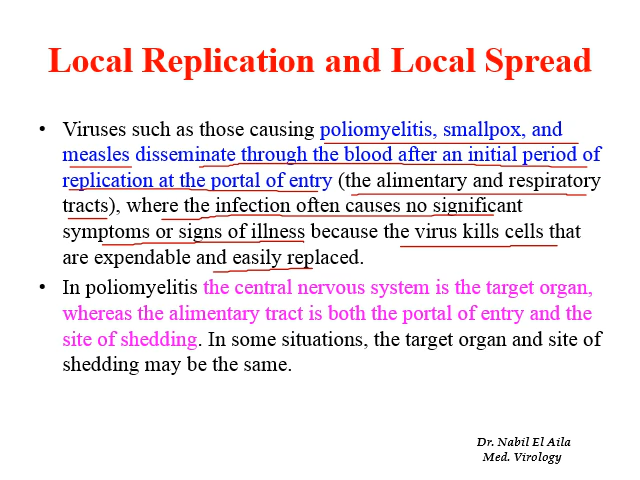 Local Replication and Local Spread
• Viruses such as those causing poliomyelitis, smallpox, and
measles disseminate through the blood after an initial period of
replication at the portal of entry (the alimentary and respiratory
tracts), where the infection often causes no significant
symptoms or signs of illness because the virus kills cells that
are expendable and easily replaced.
• In poliomyelitis the central nervous system is the target organ,
whereas the alimentary tract is both the portal of entry and the
site of shedding. In some situations, the target organ and site of
shedding may be the same.
Dr. Nabil El Aila
Med. Virology